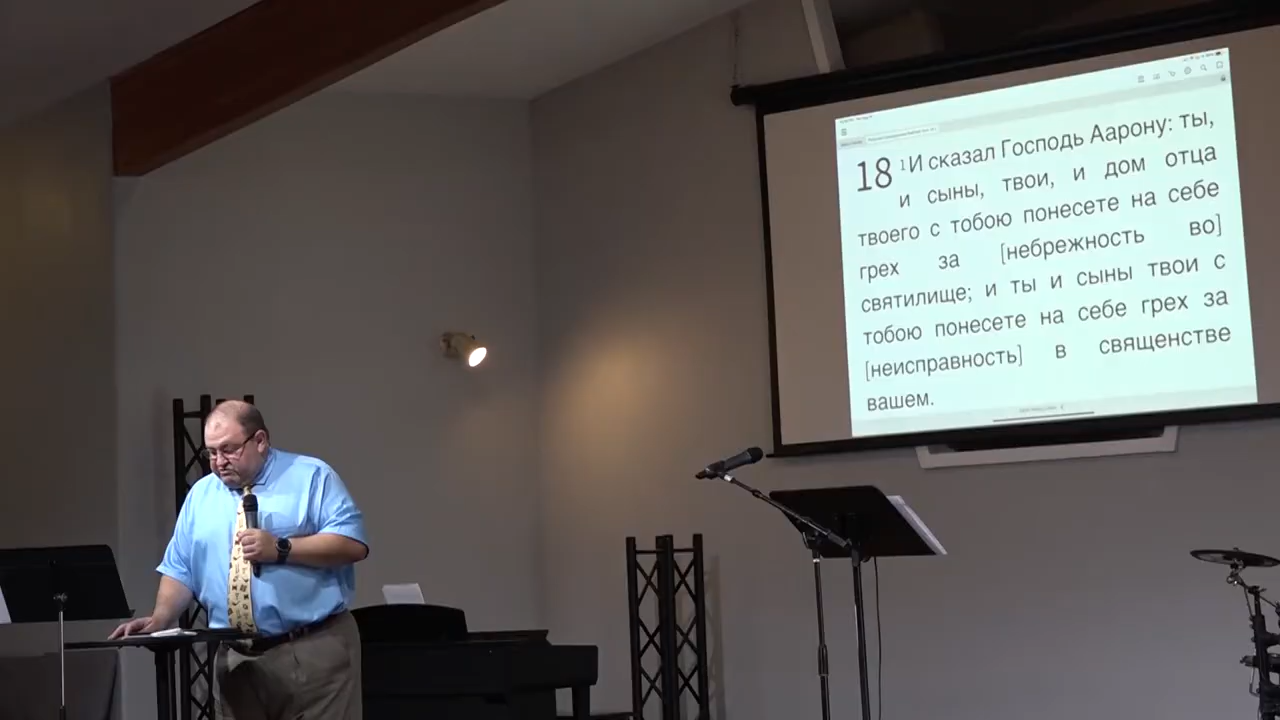 18 ¹И сказал Господь Аарону: ты,
и сыны, твои, и дом отца
твоего с тобою понесете на себе
грех за [небрежность во]
святилище; и ты и сыны твои с
тобою понесете на себе грех за
[неисправность] в священстве
вашем.